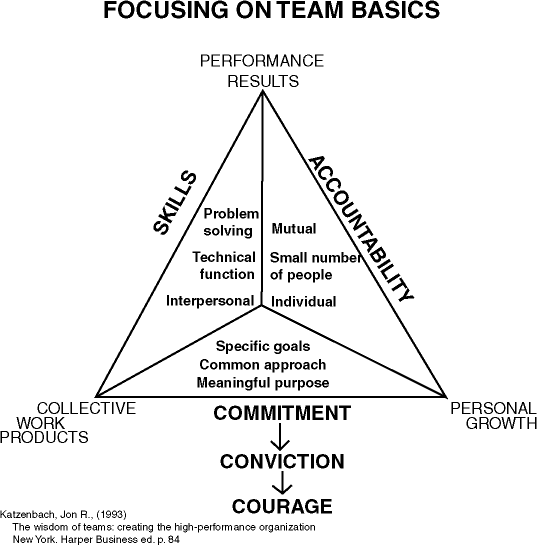 FOCUSING ON TEAM BASICS
PERFORMANCE
RESULTS
SKILLS
ACCOUNTABILITY
Problem
solving
Technical
function
Interpersonal
Mutual
Small number
of people
Individual
Specific goals
Common approach
Meaningful purpose
COLLECTIVE
WORK
PRODUCTS
PERSONAL
GROWTH
COMMITMENT
CONVICTION
COURAGE
Katzenbach, Jon R., (1993)
The wisdom of teams: creating the high-performance organization
New York. Harper Business ed. p. 84